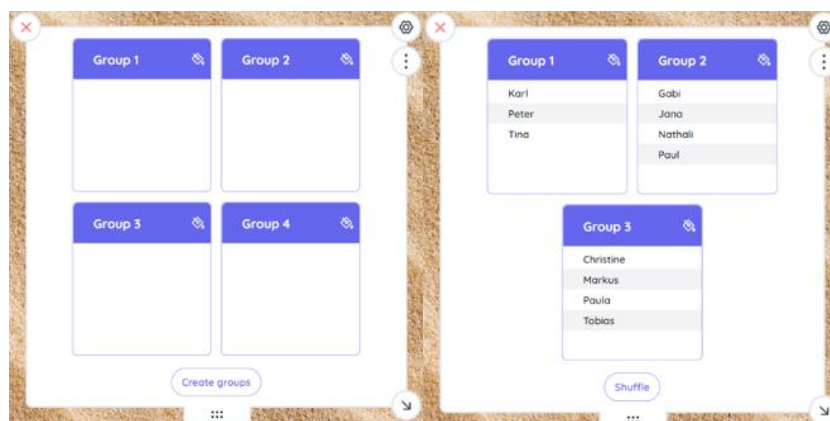 Group 1
Group 2
Group 3
Group 4
Create groups
Group 1
Karl
Peter
Tina
Group 2
Gabi
Jana
Nathali
Paul
Group 3
Christine
Markus
Paula
Tobias
Shuffle